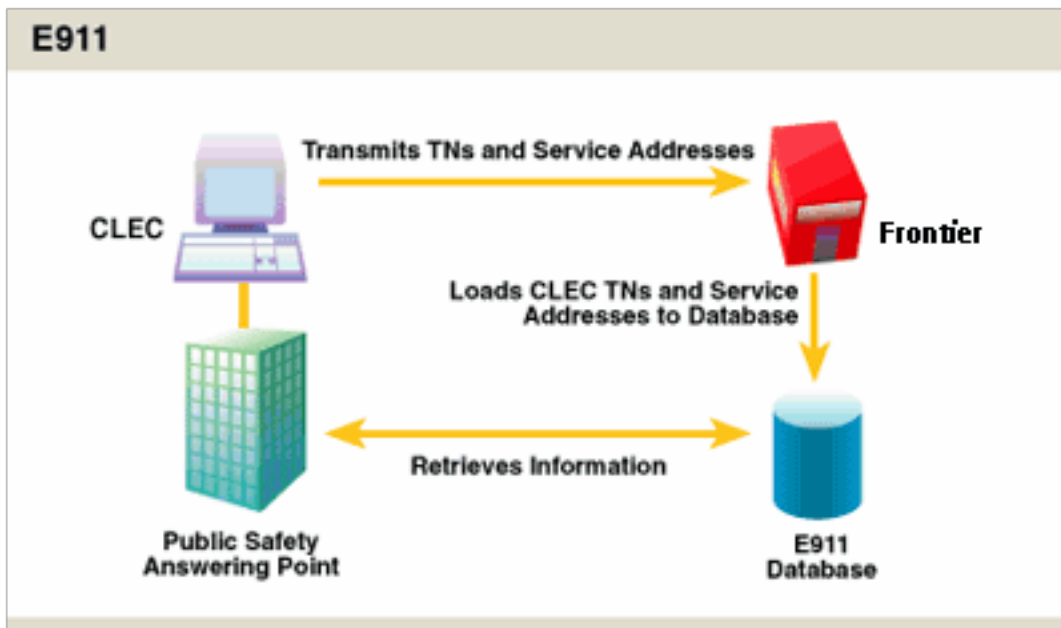 E911
Transmits TNs and Service Addresses
CLEC
Frontier
Loads CLEC TNs and Service
Addresses to Database
Retrieves Information
Public Safety
Answering Point
E911
Database